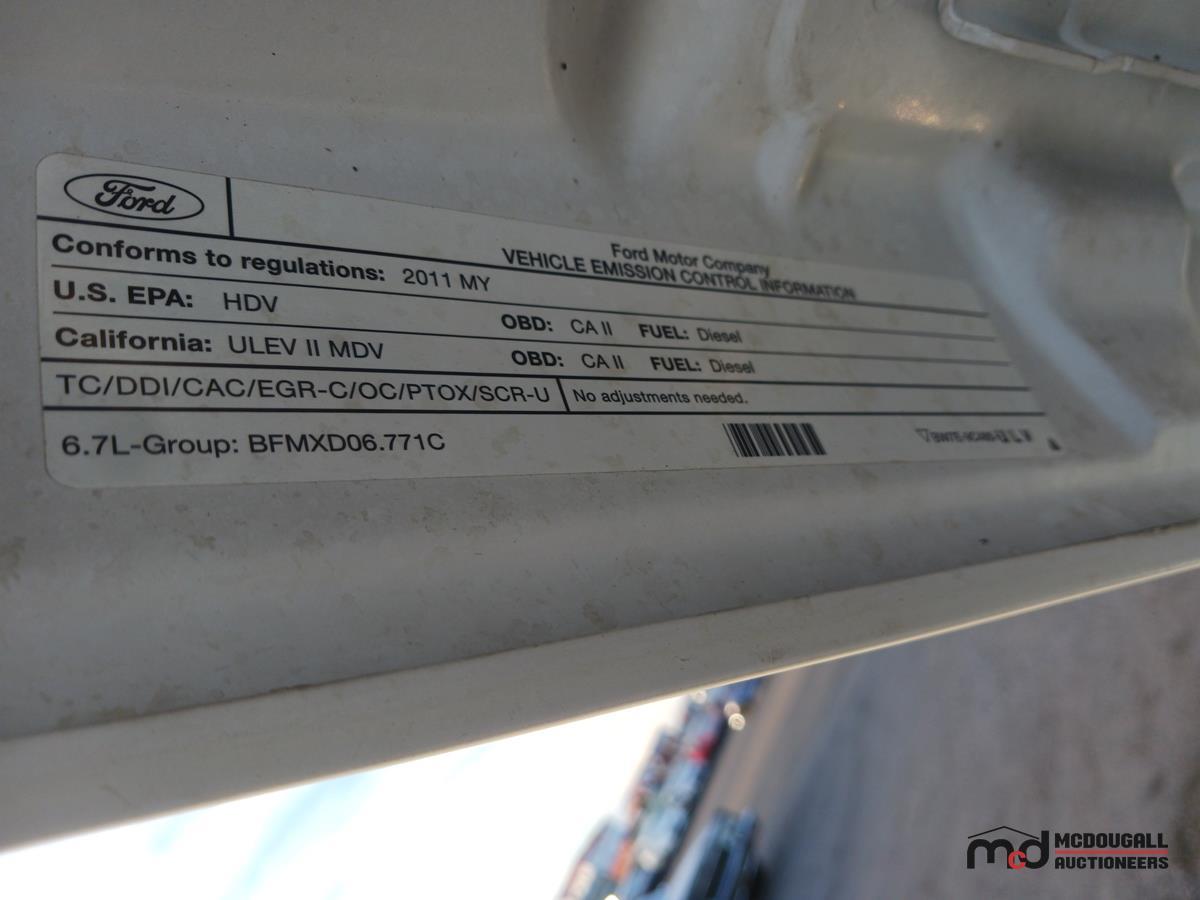 Ford
Ford Motor Company
VEHICLE EMISSION CONTROL INFORMATION
Conforms to regulations: 2011 MY
U.S. EPA: HDV OBD: CA II FUEL: Diesel
California: ULEV II MDV OBD: CA II FUEL: Diesel
TC/DDI/CAC/EGR-C/OC/PTOX/SCR-U No adjustments needed.
6.7L-Group: BFMXD06.771C
mcd MCDOUGALL
AUCTIONEERS